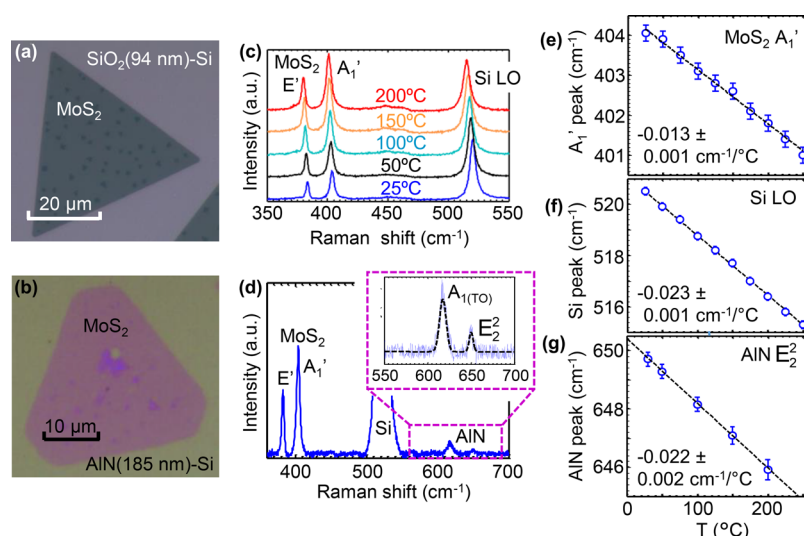 (a)
SiO₂(94 nm)-Si
MoS₂
20 µm
(b)
MoS₂
10 µm
AlN(185 nm)-Si
(c)
MoS₂
E’ A₁’
Si LO
200ºC
150ºC
100ºC
50ºC
25ºC
Intensity (a.u.)
350 400 450 500 550
Raman shift (cm⁻¹)
(d)
MoS₂
E’ A₁’
Si
AlN
A₁(TO)
E₂²
550 600 650 700
Intensity (a.u.)
400 500 600 700
Raman shift (cm⁻¹)
(e)
MoS₂ A₁’
A₁’ peak (cm⁻¹)
404
403
402
401
-0.013 ±
0.001 cm⁻¹/°C
(f)
Si LO
Si peak (cm⁻¹)
520
518
516
-0.023 ±
0.001 cm⁻¹/°C
(g)
AlN E₂²
AlN peak (cm⁻¹)
650
648
646
-0.022 ±
0.002 cm⁻¹/°C
0 100 200
T (°C)